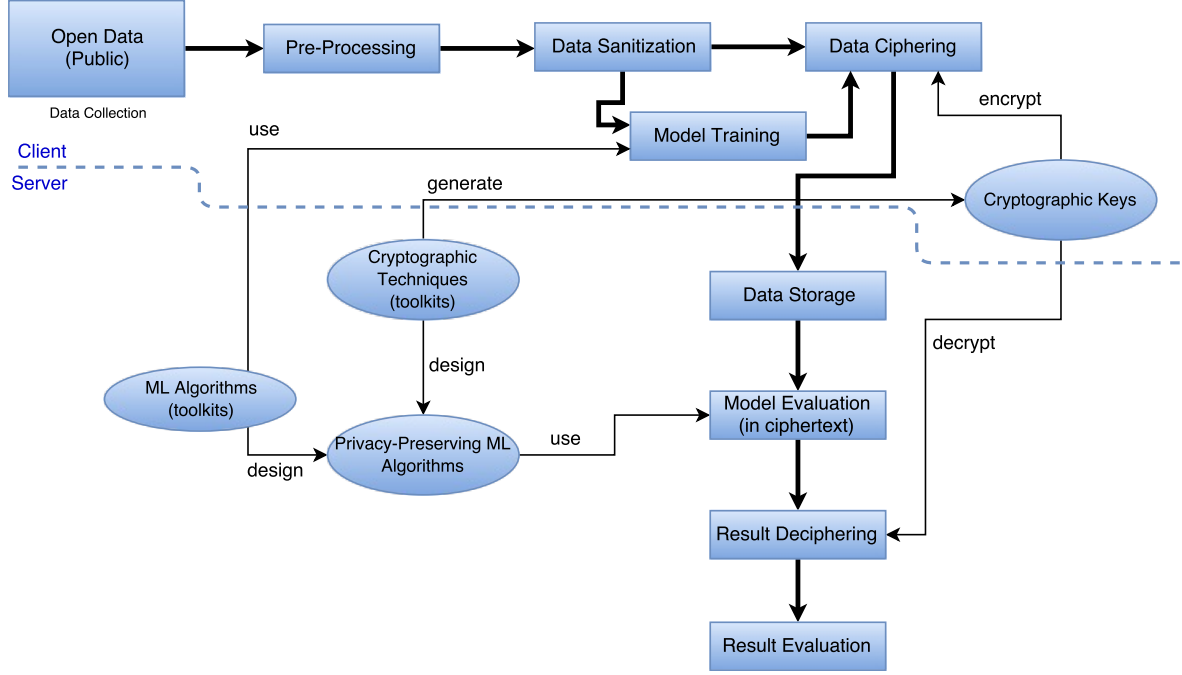 Open Data
(Public)
Pre-Processing
Data Sanitization
Data Ciphering
Data Collection
encrypt
use
Model Training
Client
Server
generate
Cryptographic Keys
Cryptographic
Techniques
(toolkits)
Data Storage
decrypt
design
ML Algorithms
(toolkits)
Model Evaluation
(in ciphertext)
Privacy-Preserving ML
Algorithms
use
design
Result Deciphering
Result Evaluation